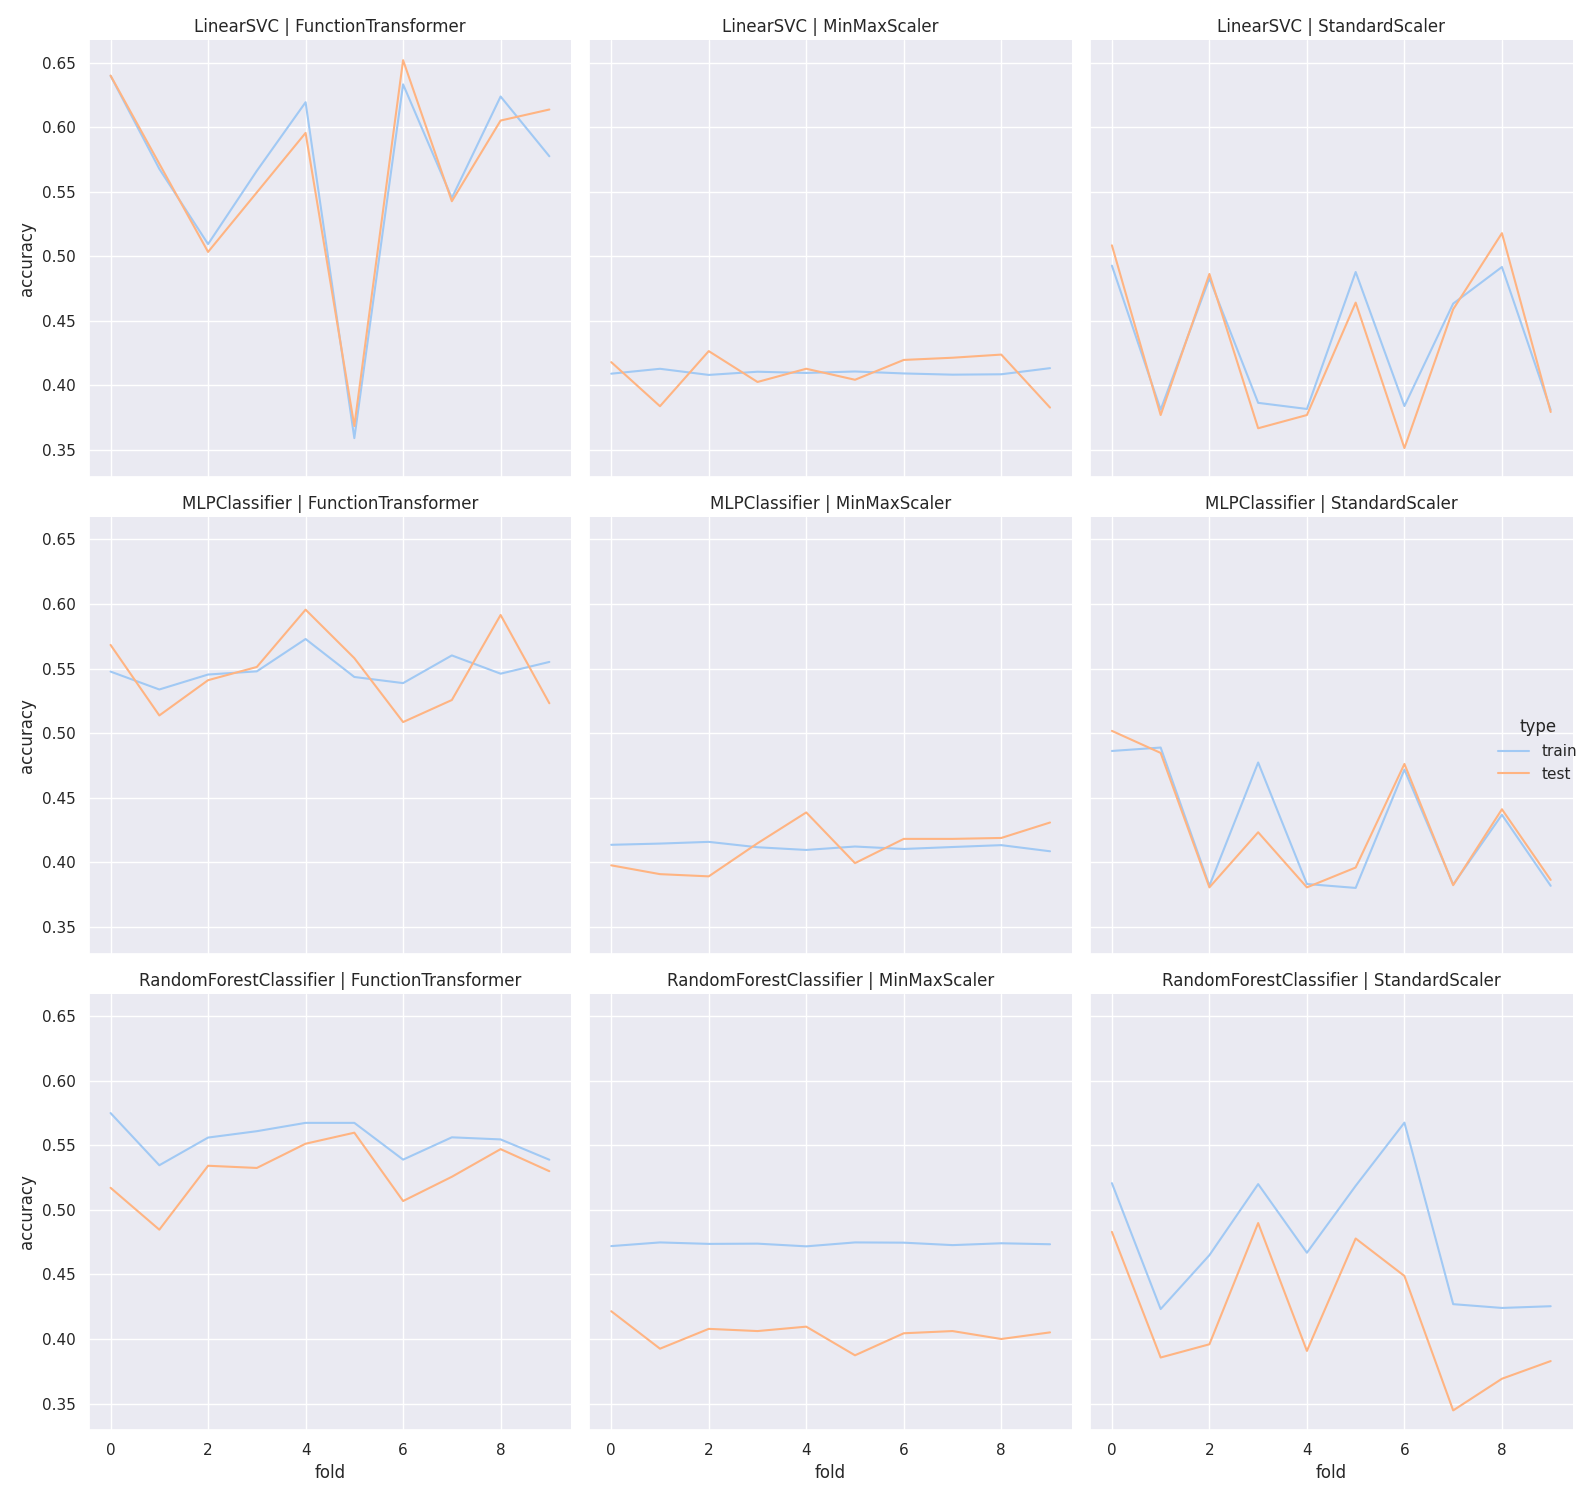 LinearSVC | FunctionTransformer
LinearSVC | MinMaxScaler
LinearSVC | StandardScaler
0.65
0.60
0.55
0.50
0.45
0.40
0.35
accuracy
MLPClassifier | FunctionTransformer
MLPClassifier | MinMaxScaler
MLPClassifier | StandardScaler
0.65
0.60
0.55
0.50
0.45
0.40
0.35
accuracy
type
train
test
RandomForestClassifier | FunctionTransformer
RandomForestClassifier | MinMaxScaler
RandomForestClassifier | StandardScaler
0.65
0.60
0.55
0.50
0.45
0.40
0.35
accuracy
0 2 4 6 8
fold
0 2 4 6 8
fold
0 2 4 6 8
fold